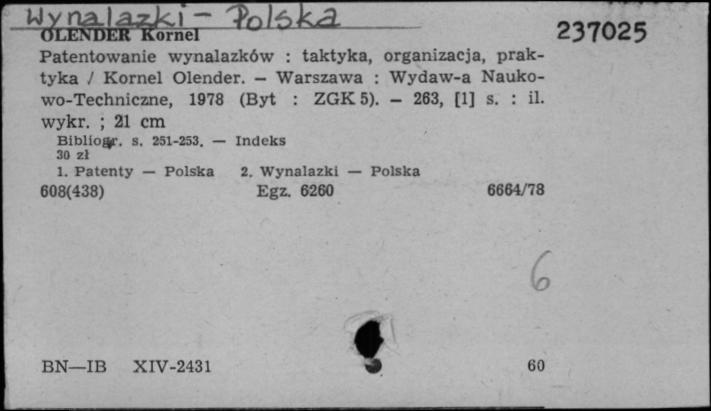 Wynalazki - Polska
237025
OLENDER Kornel
Patentowanie wynalazków : taktyka, organizacja, prak-
tyka / Kornel Olender. — Warszawa : Wydaw-a Nauko-
wo-Techniczne, 1978 (Byt : ZGK 5). — 263, [1] s. : il.
wykr. ; 21 cm
Bibliogr. s. 251-253. — Indeks
30 zł
1. Patenty — Polska 2. Wynalazki — Polska
608(438) Egz. 6260 6664/78
6
BN—IB XIV-2431 60